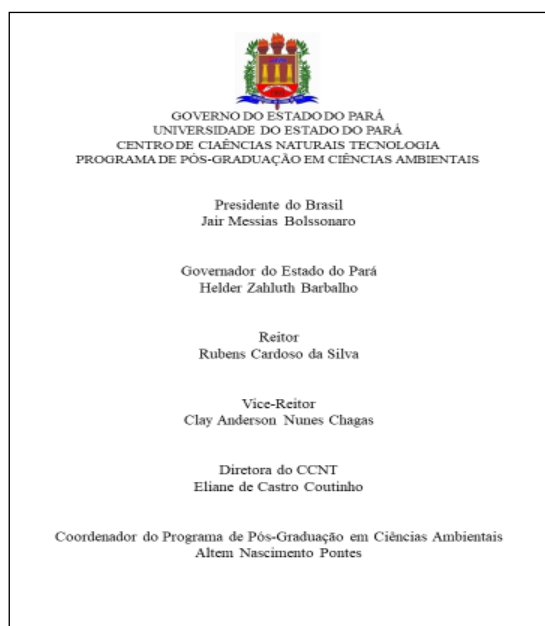 GOVERNO DO ESTADO DO PARÁ
UNIVERSIDADE DO ESTADO DO PARÁ
CENTRO DE CIAÊNCIAS NATURAIS TECNOLOGIA
PROGRAMA DE PÓS-GRADUAÇÃO EM CIÊNCIAS AMBIENTAIS
Presidente do Brasil
Jair Messias Bolssonaro
Governador do Estado do Pará
Helder Zahluth Barbalho
Reitor
Rubens Cardoso da Silva
Vice-Reitor
Clay Anderson Nunes Chagas
Diretora do CCNT
Eliane de Castro Coutinho
Coordenador do Programa de Pós-Graduação em Ciências Ambientais
Altem Nascimento Pontes